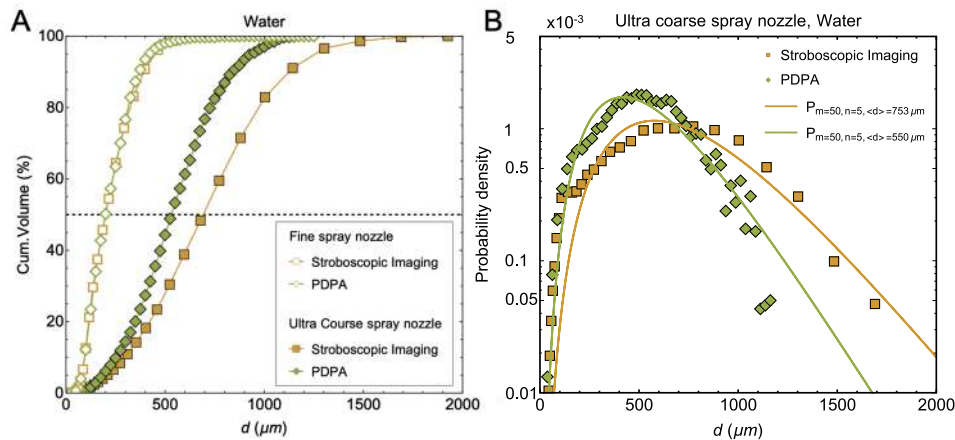 A
Water
100
80
60
40
20
0
Cum.Volume (%)
Fine spray nozzle
Stroboscopic Imaging
PDPA
Ultra Course spray nozzle
Stroboscopic Imaging
PDPA
0
500
1000
1500
2000
d (µm)
B
x10-3
Ultra coarse spray nozzle, Water
5
1
0.5
0.1
0.05
0.01
Probability density
Stroboscopic Imaging
PDPA
Pm=50, n=5, <d> =753 µm
Pm=50, n=5, <d> =550 µm
0
500
1000
1500
2000
d (µm)